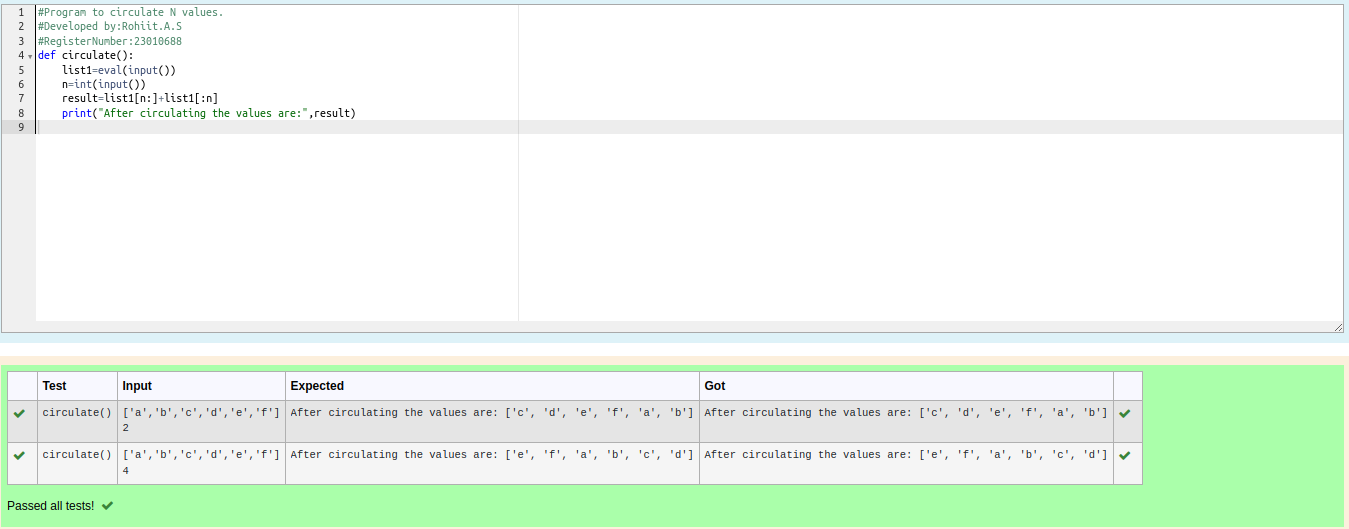 1 #Program to circulate N values.
2 #Developed by:Rohiit.A.S
3 #RegisterNumber:23010688
4 def circulate():
5 list1=eval(input())
6 n=int(input())
7 result=list1[n:]+list1[:n]
8 print("After circulating the values are:",result)
9
Test Input Expected Got
circulate() ['a','b','c','d','e','f'] After circulating the values are: ['c', 'd', 'e', 'f', 'a', 'b'] After circulating the values are: ['c', 'd', 'e', 'f', 'a', 'b']
2
circulate() ['a','b','c','d','e','f'] After circulating the values are: ['e', 'f', 'a', 'b', 'c', 'd'] After circulating the values are: ['e', 'f', 'a', 'b', 'c', 'd']
4
Passed all tests!